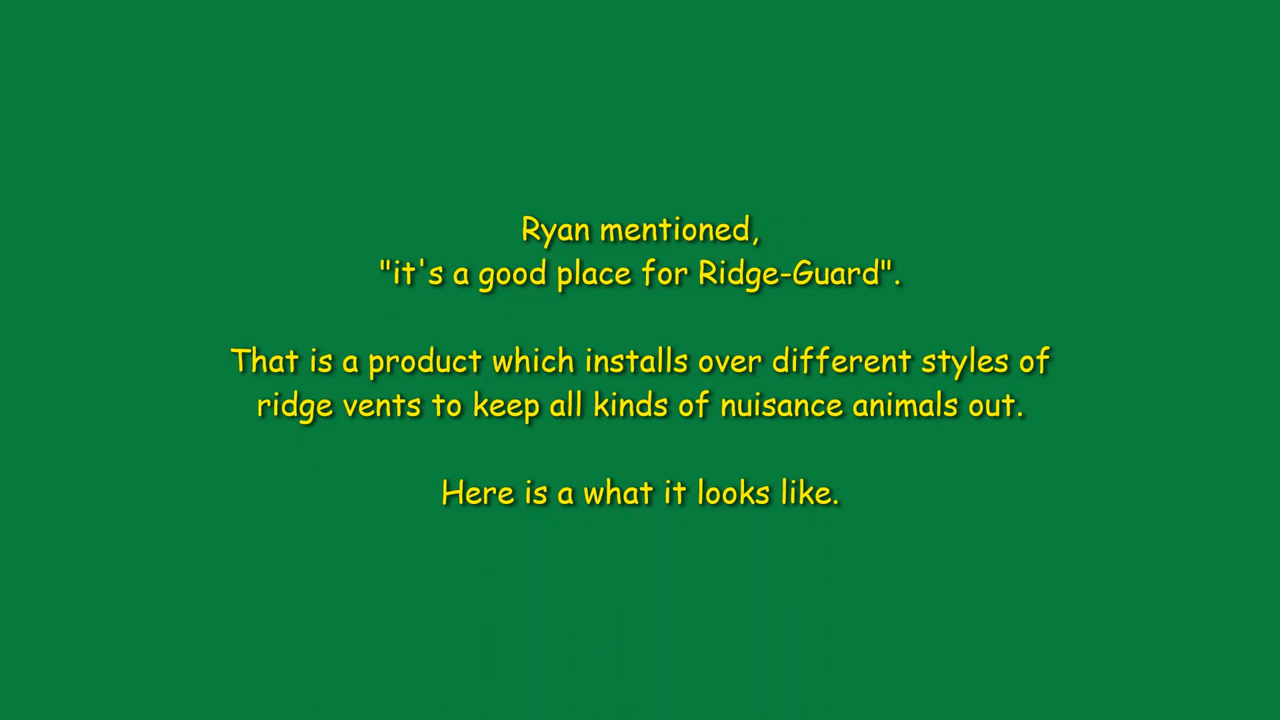 Ryan mentioned,
"it's a good place for Ridge-Guard".
That is a product which installs over different styles of
ridge vents to keep all kinds of nuisance animals out.
Here is a what it looks like.